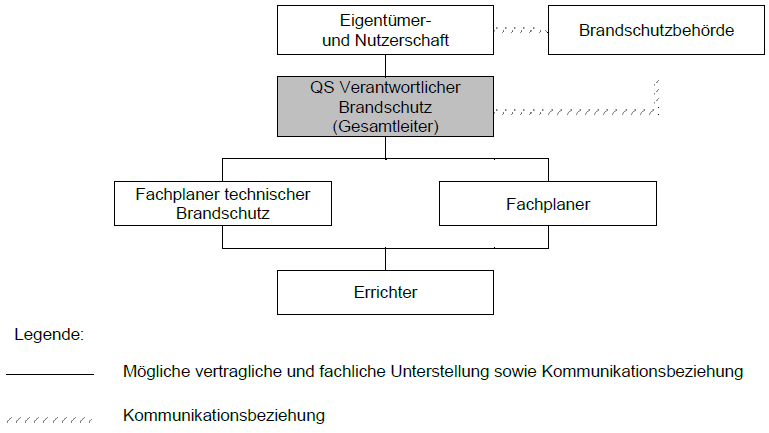 Eigentümer-
und Nutzerschaft
Brandschutzbehörde
QS Verantwortlicher
Brandschutz
(Gesamtleiter)
Fachplaner technischer
Brandschutz
Fachplaner
Errichter
Legende:
Mögliche vertragliche und fachliche Unterstellung sowie Kommunikationsbeziehung
Kommunikationsbeziehung